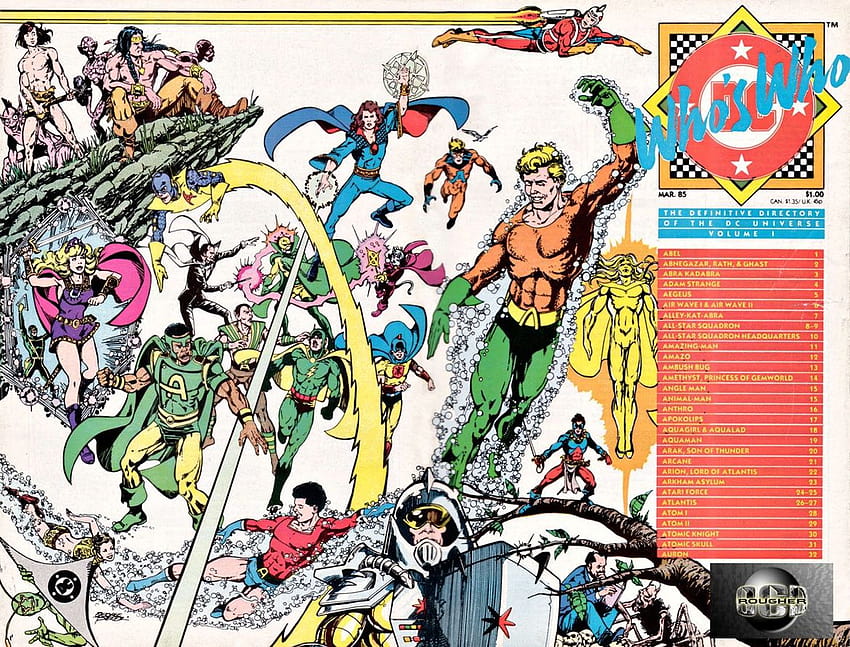 TM
DC
Who's Who
MAR. 85
$1.00
CAN. $1.35/ U.K. 45p
THE DEFINITIVE DIRECTORY
OF THE DC UNIVERSE
VOLUME I
ABEL 1
ABNEGAZAR, RATH, & GHAST 2
ABRA KADABRA 3
ADAM STRANGE 4
AEGEUS 5
AIR WAVE I & AIR WAVE II 6
ALLEY-KAT-ABRA 7
ALL-STAR SQUADRON 8-9
ALL-STAR SQUADRON HEADQUARTERS 10
AMAZING-MAN 11
AMAZO 12
AMBUSH BUG 13
AMETHYST, PRINCESS OF GEMWORLD 14
ANGLE MAN 15
ANIMAL-MAN 15
ANTHRO 16
APOKOLIPS 17
AQUAGIRL & AQUALAD 18
AQUAMAN 19
ARAK, SON OF THUNDER 20
ARCANE 21
ARION, LORD OF ATLANTIS 22
ARKHAM ASYLUM 23
ATARI FORCE 24-25
ATLANTIS 26-27
ATOM I 28
ATOM II 29
ATOMIC KNIGHT 30
ATOMIC SKULL 31
AURON 32
A
DC
ROUGHER